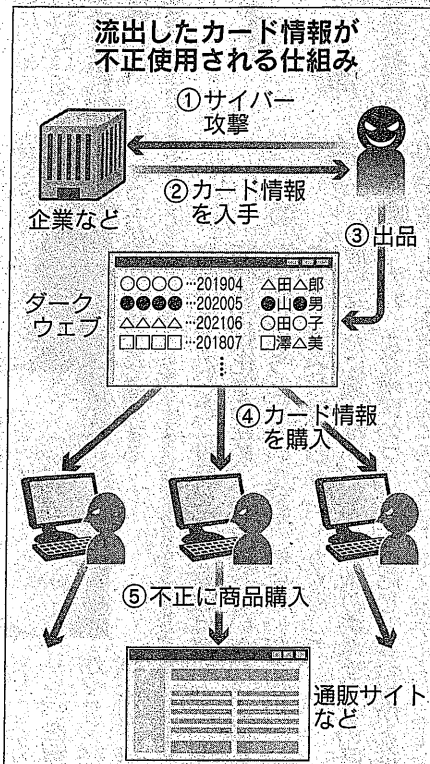 流出したカード情報が
不正使用される仕組み
①サイバー
攻撃
②カード情報
を入手
企業など
③出品
ダーク
ウェブ
○○○○…201904 △田△郎
●●●●…202005 ●山●男
△△△△…202106 ○田○子
□□□□…201807 □澤△美
⋮
④カード情報
を購入
⑤不正に商品購入
通販サイト
など